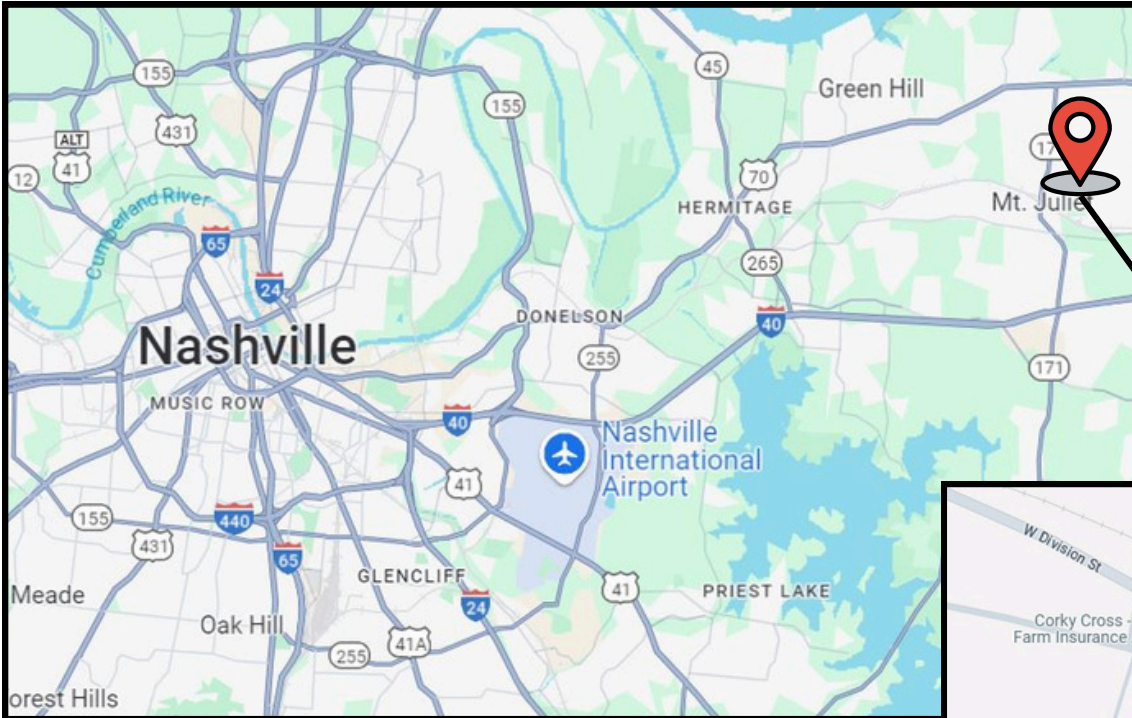 155
45
Green Hill
155
431
ALT
41
12
70
17
Cumberland River
HERMITAGE
Mt. Juliet
65
265
24
DONELSON
40
Nashville
255
171
MUSIC ROW
40
Nashville
International
Airport
41
155
440
431
65
W Division St
GLENCLIFF
Meade
24
41
PRIEST LAKE
Oak Hill
Corky Cross -
Farm Insurance
41A
255
orest Hills